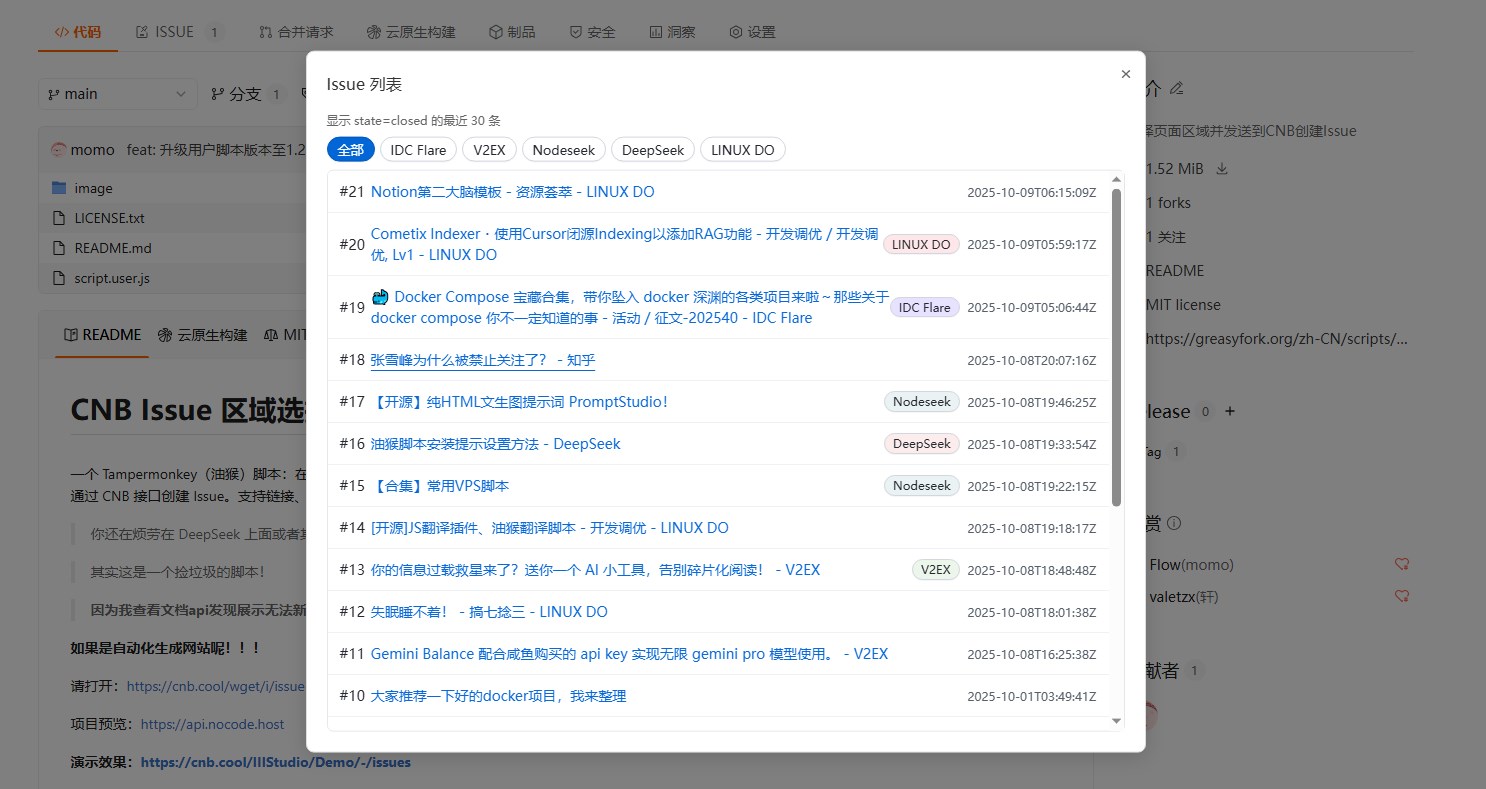 代码
ISSUE 1
合并请求
云原生构建
制品
安全
洞察
设置
main
分支 1
momo feat: 升级用户脚本版本至1.2
image
LICENSE.txt
README.md
script.user.js
README
云原生构建
MIT
CNB Issue 区域选
一个 Tampermonkey（油猴）脚本：在
通过 CNB 接口创建 Issue。支持链接、
你还在烦劳在 DeepSeek 上面或者其
其实这是一个捡垃圾的脚本！
因为我查看文档api发现展示无法新
如果是自动化生成网站呢！！！
请打开：https://cnb.cool/wget/i/issue
项目预览：https://api.nocode.host
演示效果：https://cnb.cool/IIIStudio/Demo/-/issues
Issue 列表
×
显示 state=closed 的最近 30 条
全部
IDC Flare
V2EX
Nodeseek
DeepSeek
LINUX DO
#21 Notion第二大脑模板 - 资源荟萃 - LINUX DO 2025-10-09T06:15:09Z
#20 Cometix Indexer · 使用Cursor闭源Indexing以添加RAG功能 - 开发调优 / 开发调
优, Lv1 - LINUX DO LINUX DO 2025-10-09T05:59:17Z
#19 Docker Compose 宝藏合集，带你坠入 docker 深渊的各类项目来啦～那些关于
docker compose 你不一定知道的事 - 活动 / 征文-202540 - IDC Flare IDC Flare 2025-10-09T05:06:44Z
#18 张雪峰为什么被禁止关注了？ - 知乎 2025-10-08T20:07:16Z
#17 【开源】纯HTML文生图提示词 PromptStudio！ Nodeseek 2025-10-08T19:46:25Z
#16 油猴脚本安装提示设置方法 - DeepSeek DeepSeek 2025-10-08T19:33:54Z
#15 【合集】常用VPS脚本 Nodeseek 2025-10-08T19:22:15Z
#14 [开源]JS翻译插件、油猴翻译脚本 - 开发调优 - LINUX DO 2025-10-08T19:18:17Z
#13 你的信息过载救星来了？送你一个 AI 小工具，告别碎片化阅读！ - V2EX V2EX 2025-10-08T18:48:48Z
#12 失眠睡不着！ - 搞七捻三 - LINUX DO 2025-10-08T18:01:38Z
#11 Gemini Balance 配合咸鱼购买的 api key 实现无限 gemini pro 模型使用。 - V2EX 2025-10-08T16:25:38Z
#10 大家推荐一下好的docker项目，我来整理 2025-10-01T03:49:41Z
介
择页面区域并发送到CNB创建Issue
1.52 MiB
1 forks
1 关注
README
MIT license
https://greasyfork.org/zh-CN/scripts/...
lease 0 +
Tag 1
赏
Flow(momo)
valetzx(轩)
献者 1